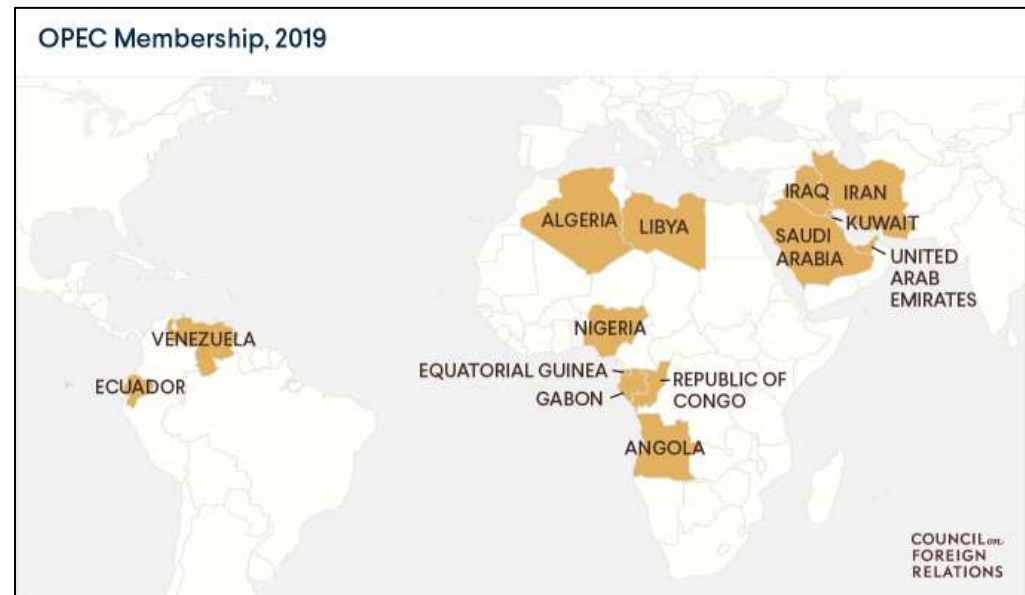 OPEC Membership, 2019
ALGERIA
LIBYA
IRAQ
IRAN
KUWAIT
SAUDI
ARABIA
UNITED
ARAB
EMIRATES
VENEZUELA
ECUADOR
NIGERIA
EQUATORIAL GUINEA
GABON
REPUBLIC OF
CONGO
ANGOLA
COUNCIL on
FOREIGN
RELATIONS